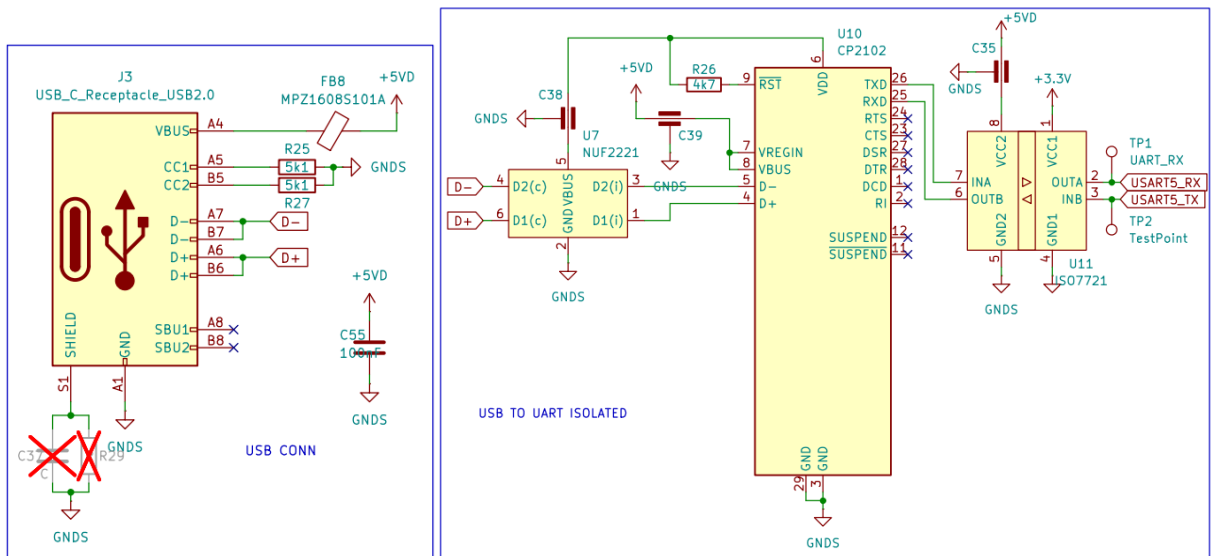 J3
USB_C_Receptacle_USB2.0
FB8
MPZ1608S101A
+5VD
VBUS
A4
CC1
A5
R25
5k1
GNDS
CC2
B5
5k1
R27
D-
A7
D-
D-
B7
D+
A6
D+
D+
B6
SBU1
A8
SBU2
B8
SHIELD
GND
S1
A1
GNDS
C37
C
R29
GNDS
+5VD
C55
100nF
GNDS
USB CONN
U10
CP2102
C38
GNDS
+5VD
R26
4k7
C39
GNDS
U7
NUF2221
5
VBUS
D-
4
D2(c)
D2(i)
3
D+
6
D1(c)
D1(i)
1
GND
2
GNDS
6
VDD
9
RST
7
VREGIN
8
VBUS
5
D-
4
D+
TXD
26
RXD
25
RTS
24
CTS
23
DSR
27
DTR
28
DCD
1
RI
2
SUSPEND
12
SUSPEND
11
GND
GND
29
3
GNDS
USB TO UART ISOLATED
+5VD
C35
GNDS
+3.3V
8
1
VCC2
VCC1
7
INA
OUTA
2
6
OUTB
INB
3
GND2
GND1
5
4
GNDS
U11
ISO7721
TP1
UART_RX
USART5_RX
USART5_TX
TP2
TestPoint